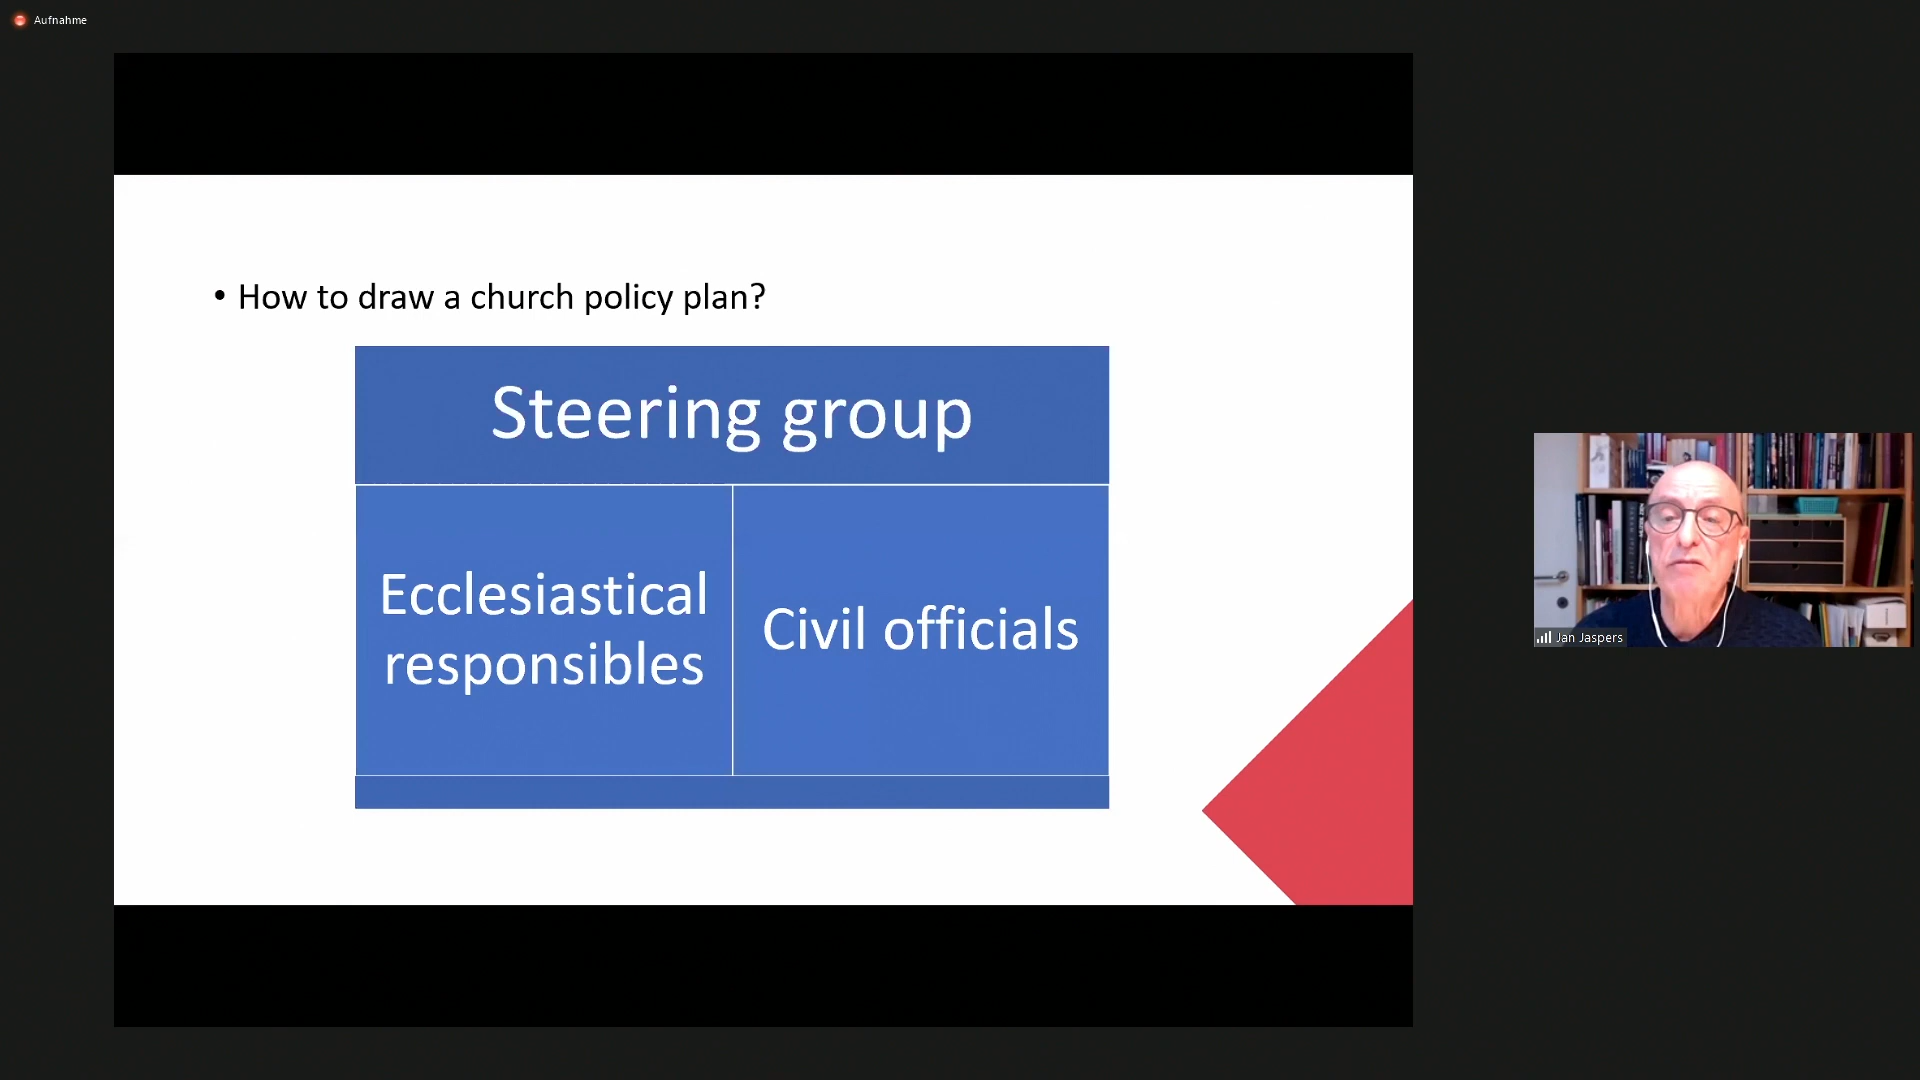 Aufnahme
• How to draw a church policy plan?
Steering group
Ecclesiastical
responsibles
Civil officials
Jan Jaspers